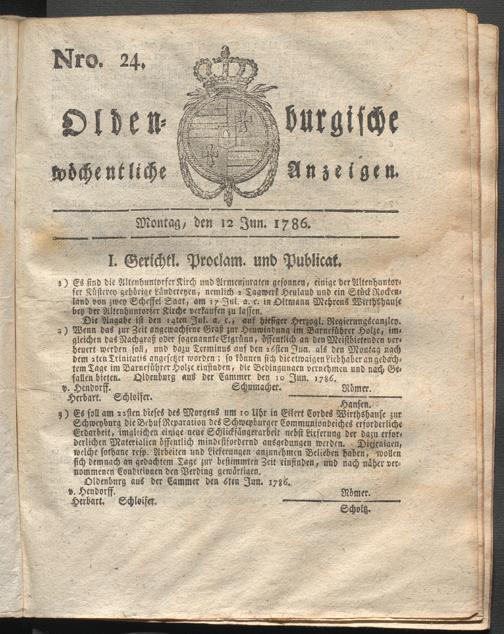 Nro. 24.
Olden- burgische
wöchentliche Anzeigen.
Montag, den 12 Jun. 1786.
I. Gerichtl. Proclam. und Publicat.
1) Es sind die Altenhuntorfer Kirch und Armenjuraten gesonnen, einige der Altenhuntor-
fer Küsterey gehörige Ländereyen, nemlich 2 Tagwerk Heuland und ein Stück Rocken-
land von zwey Scheffel Saat, am 17 Jul. a. c. in Oltmann Mehrens Wirthshause
bey der Altenhuntorfer Kirche verkaufen zu lassen.
Die Angabe ist den 14ten Jul. a. c., auf hiesiger Herzogl. Regierungscanzley.
2) Wenn das zur Zeit angewachsene Graß zur Heuwindung im Barneführer Holze, im-
gleichen das Nachgraß oder sogenannte Etgrün, öffentlich an den Meistbietenden ver-
heuert werden soll, und dazu Terminus auf den 26sten Jun. als den Montag nach
dem 2ten Trinitatis angesetzt worden; so können sich die etwaigen Liebhaber an gedach-
tem Tage im Barneführer Holze einfinden, die Bedingungen vernehmen und nach Ge-
fallen bieten. Oldenburg aus der Cammer den 10 Jun. 1786.
v. Hendorff. Schumacher. Römer.
Herbart. Schloifer.
Hansen.
3) Es soll am 22sten dieses des Morgens um 10 Uhr in Eilert Cordes Wirthshause zur
Schweyburg die Behuf Reparation des Schweyburger Communiondeiches erforderliche
Erdarbeit, imgleichen einige neue Schlickfängerarbeit nebst Lieferung der dazu erfor-
derlichen Materialien öffentlich mindestfordernd ausgedungen werden. Diejenigen,
welche sothane resp. Arbeiten und Lieferungen anzunehmen Belieben haben, wollen
sich demnach an gedachtem Tage zur bestimmten Zeit einfinden, und nach näher ver-
nommenen Conditionen den Verding gewärtigen.
Oldenburg aus der Cammer den 6ten Jun. 1786.
v. Hendorff. Römer.
Herbart. Schloifer.
Scholtz.